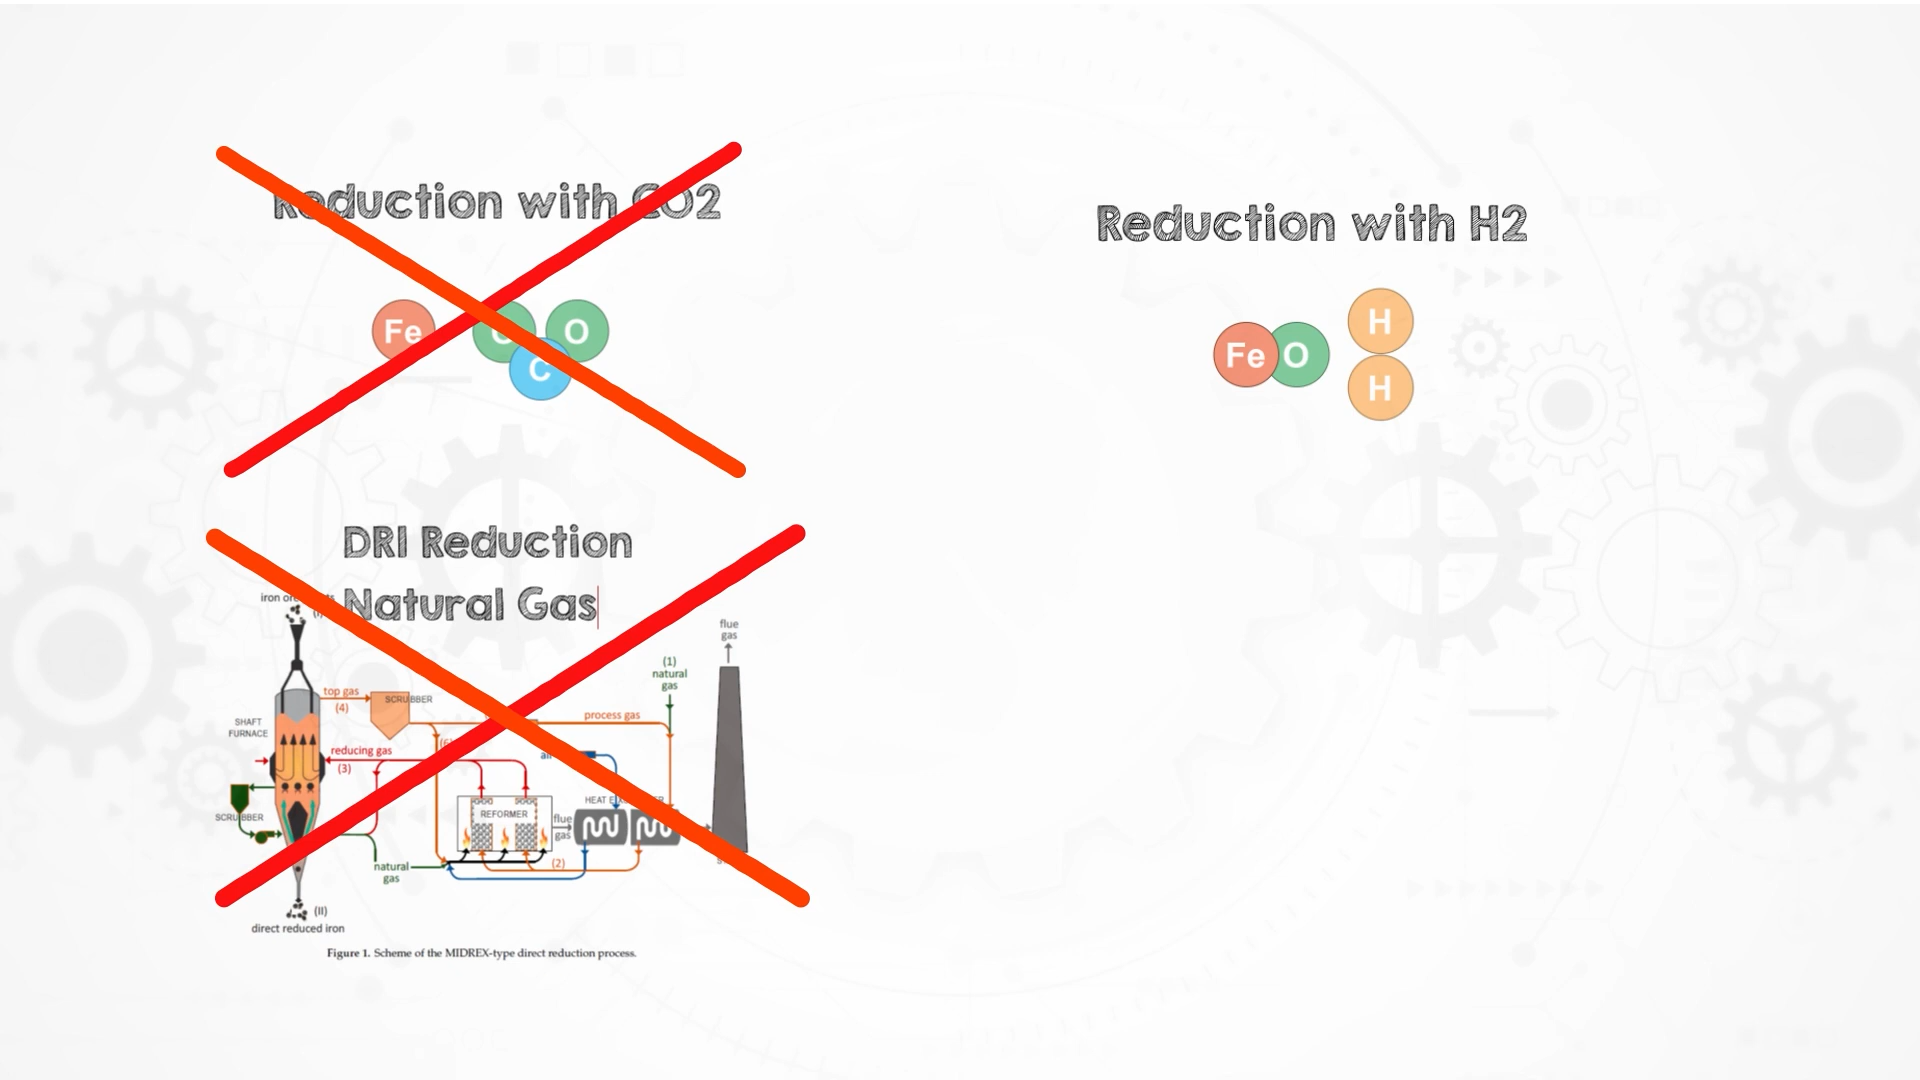 Reduction with CO2
Fe
O
C
DRI Reduction
Natural Gas
top gas
(4)
SCRUBBER
SHAFT
FURNACE
reducing gas
(3)
SCRUBBER
natural
gas
REFORMER
flue
gas
(2)
process gas
(1)
natural
gas
flue
gas
(II)
direct reduced iron
Figure 1. Scheme of the MIDREX-type direct reduction process.
Reduction with H2
Fe O
H
H